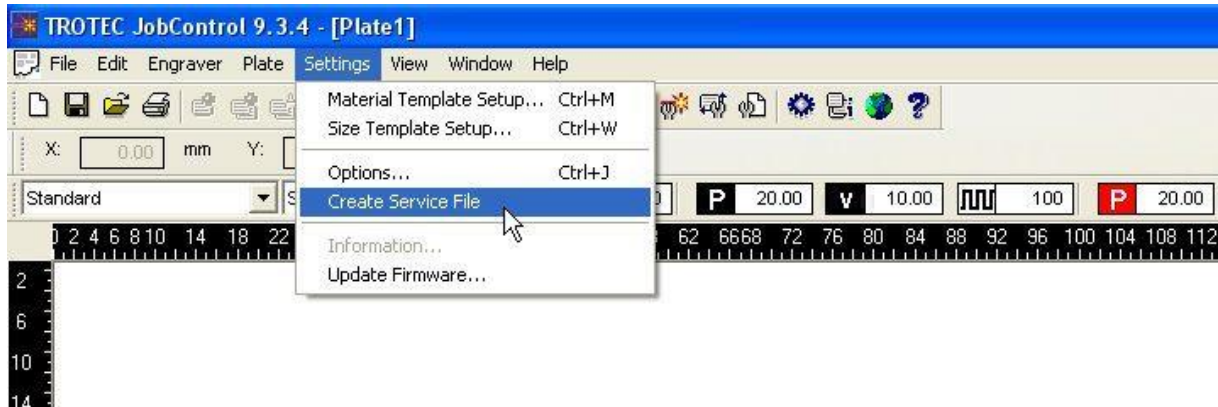 TROTEC JobControl 9.3.4 - [Plate1]
File Edit Engraver Plate Settings View Window Help
Material Template Setup... Ctrl+M
Size Template Setup... Ctrl+W
X: 0.00 mm Y:
Options... Ctrl+J
Standard
Create Service File
P 20.00 v 10.00 100 P 20.00
0 2 4 6 8 10 14 18 22 62 6668 72 76 80 84 88 92 96 100 104 108 112
Information...
Update Firmware...
2
6
10
14